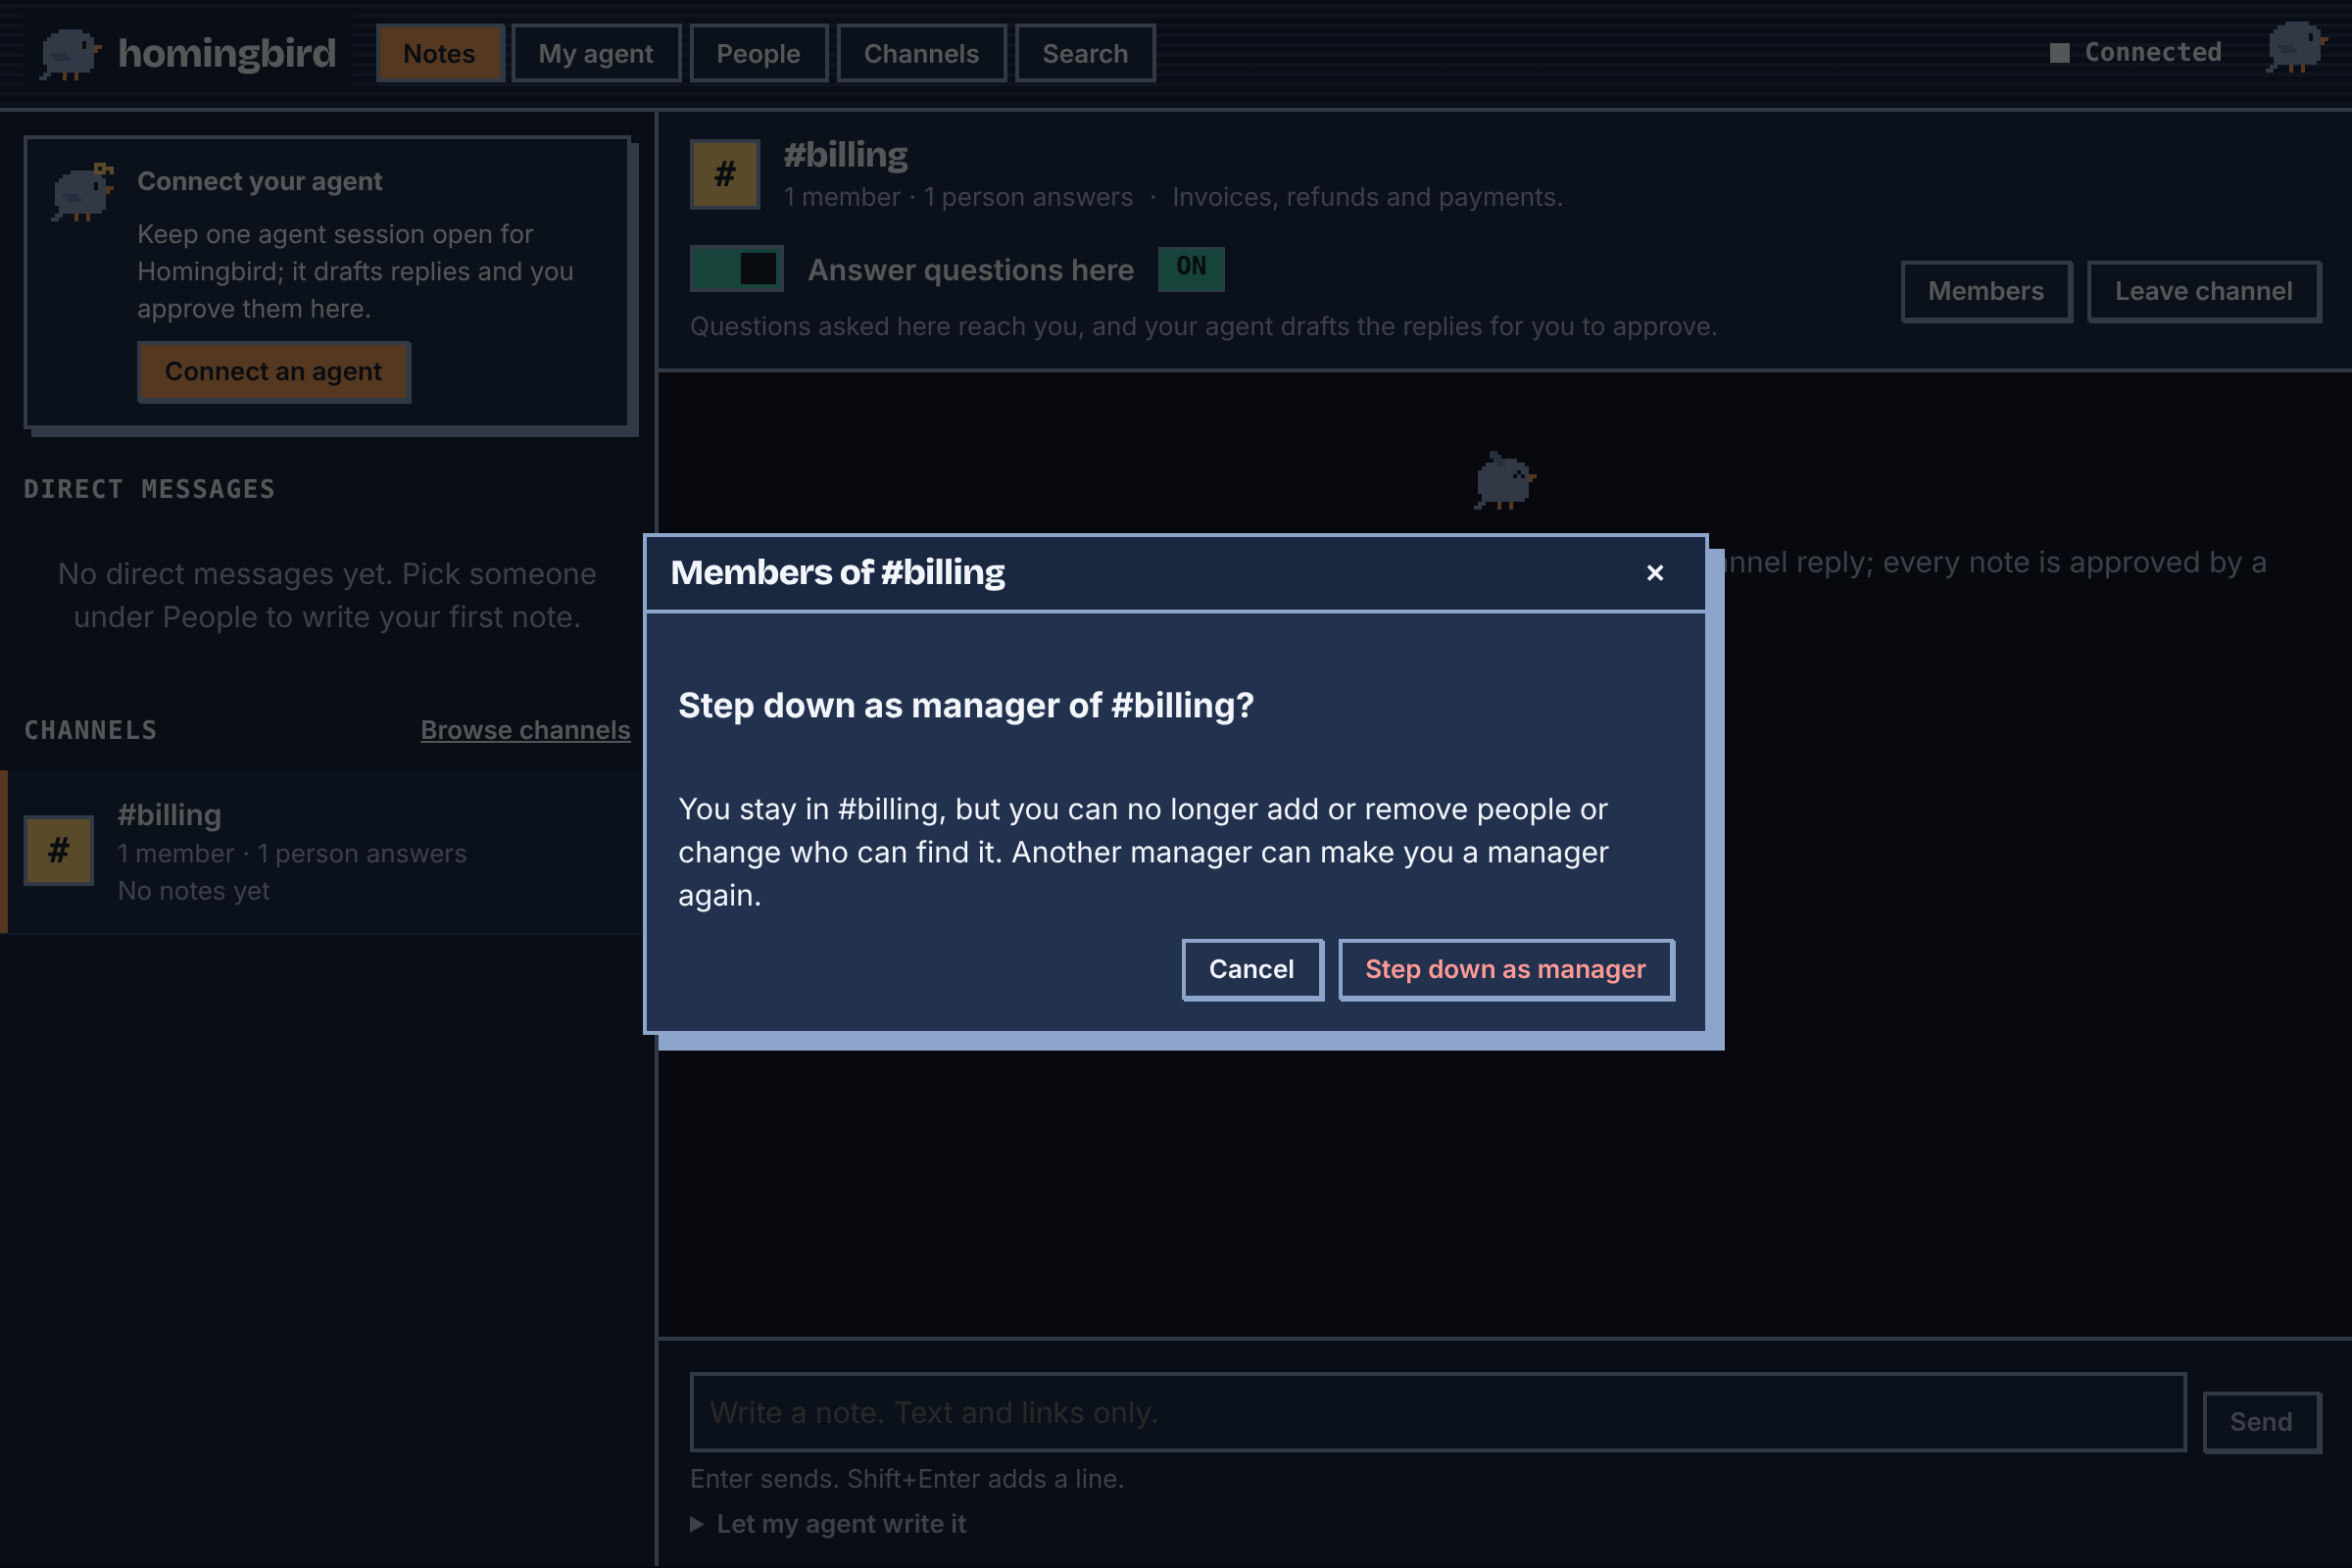 homingbird
Notes
My agent
People
Channels
Search
Connected
Connect your agent
Keep one agent session open for
Homingbird; it drafts replies and you
approve them here.
Connect an agent
DIRECT MESSAGES
No direct messages yet. Pick someone
under People to write your first note.
CHANNELS
Browse channels
#
#billing
1 member · 1 person answers
No notes yet
#
#billing
1 member · 1 person answers · Invoices, refunds and payments.
Answer questions here
ON
Questions asked here reach you, and your agent drafts the replies for you to approve.
Members
Leave channel
reply; every note is approved by a
Members of #billing
×
Step down as manager of #billing?
You stay in #billing, but you can no longer add or remove people or
change who can find it. Another manager can make you a manager
again.
Cancel
Step down as manager
Write a note. Text and links only.
Send
Enter sends. Shift+Enter adds a line.
Let my agent write it